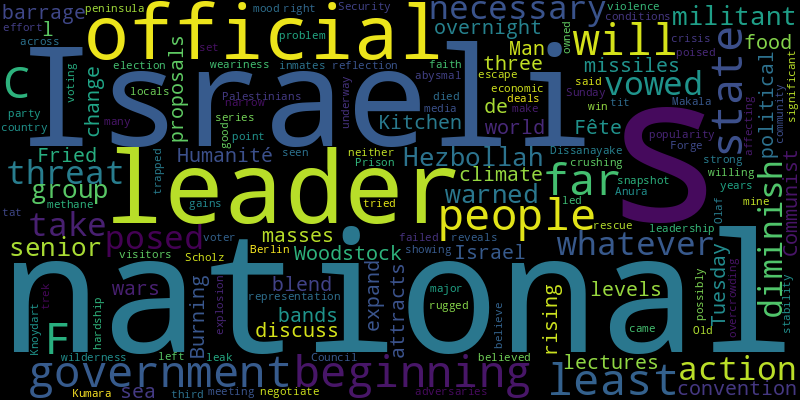 barrage peninsula official mood right Security necessary violence militant
l effort across overnight problem conditions
C Israeli set owned will crisis poised food
voting election weariness inmates reflection Man faith escape missiles said significant
change proposals locals Palestinians underway abysmal three economic vowed Sunday
party country many narrow series died media Kitchen de deals make S state political community affecting
good point world win tit Makala popularity Forge
Fried Humanité seen neither Hezbollah Fête Dissanayake strong
threat trapped Prison leader climate far crushing snapshot willing years
group methane gains tried warned people led Anura rescue Communist
tat take voter failed showing reveals leadership Olaf mine diminish
senior posed masses Berlin Israel whatever
visitors Scholz Woodstock national
wars Burning blend representation expand attracts major rugged believe rising levels possibly Tuesday overcrowding stability
Knoydart F trek hardship explosion bands discuss came Old
wilderness left leak Council believed lectures action
government beginning least convention
Kumara sea third meeting negotiate adversaries